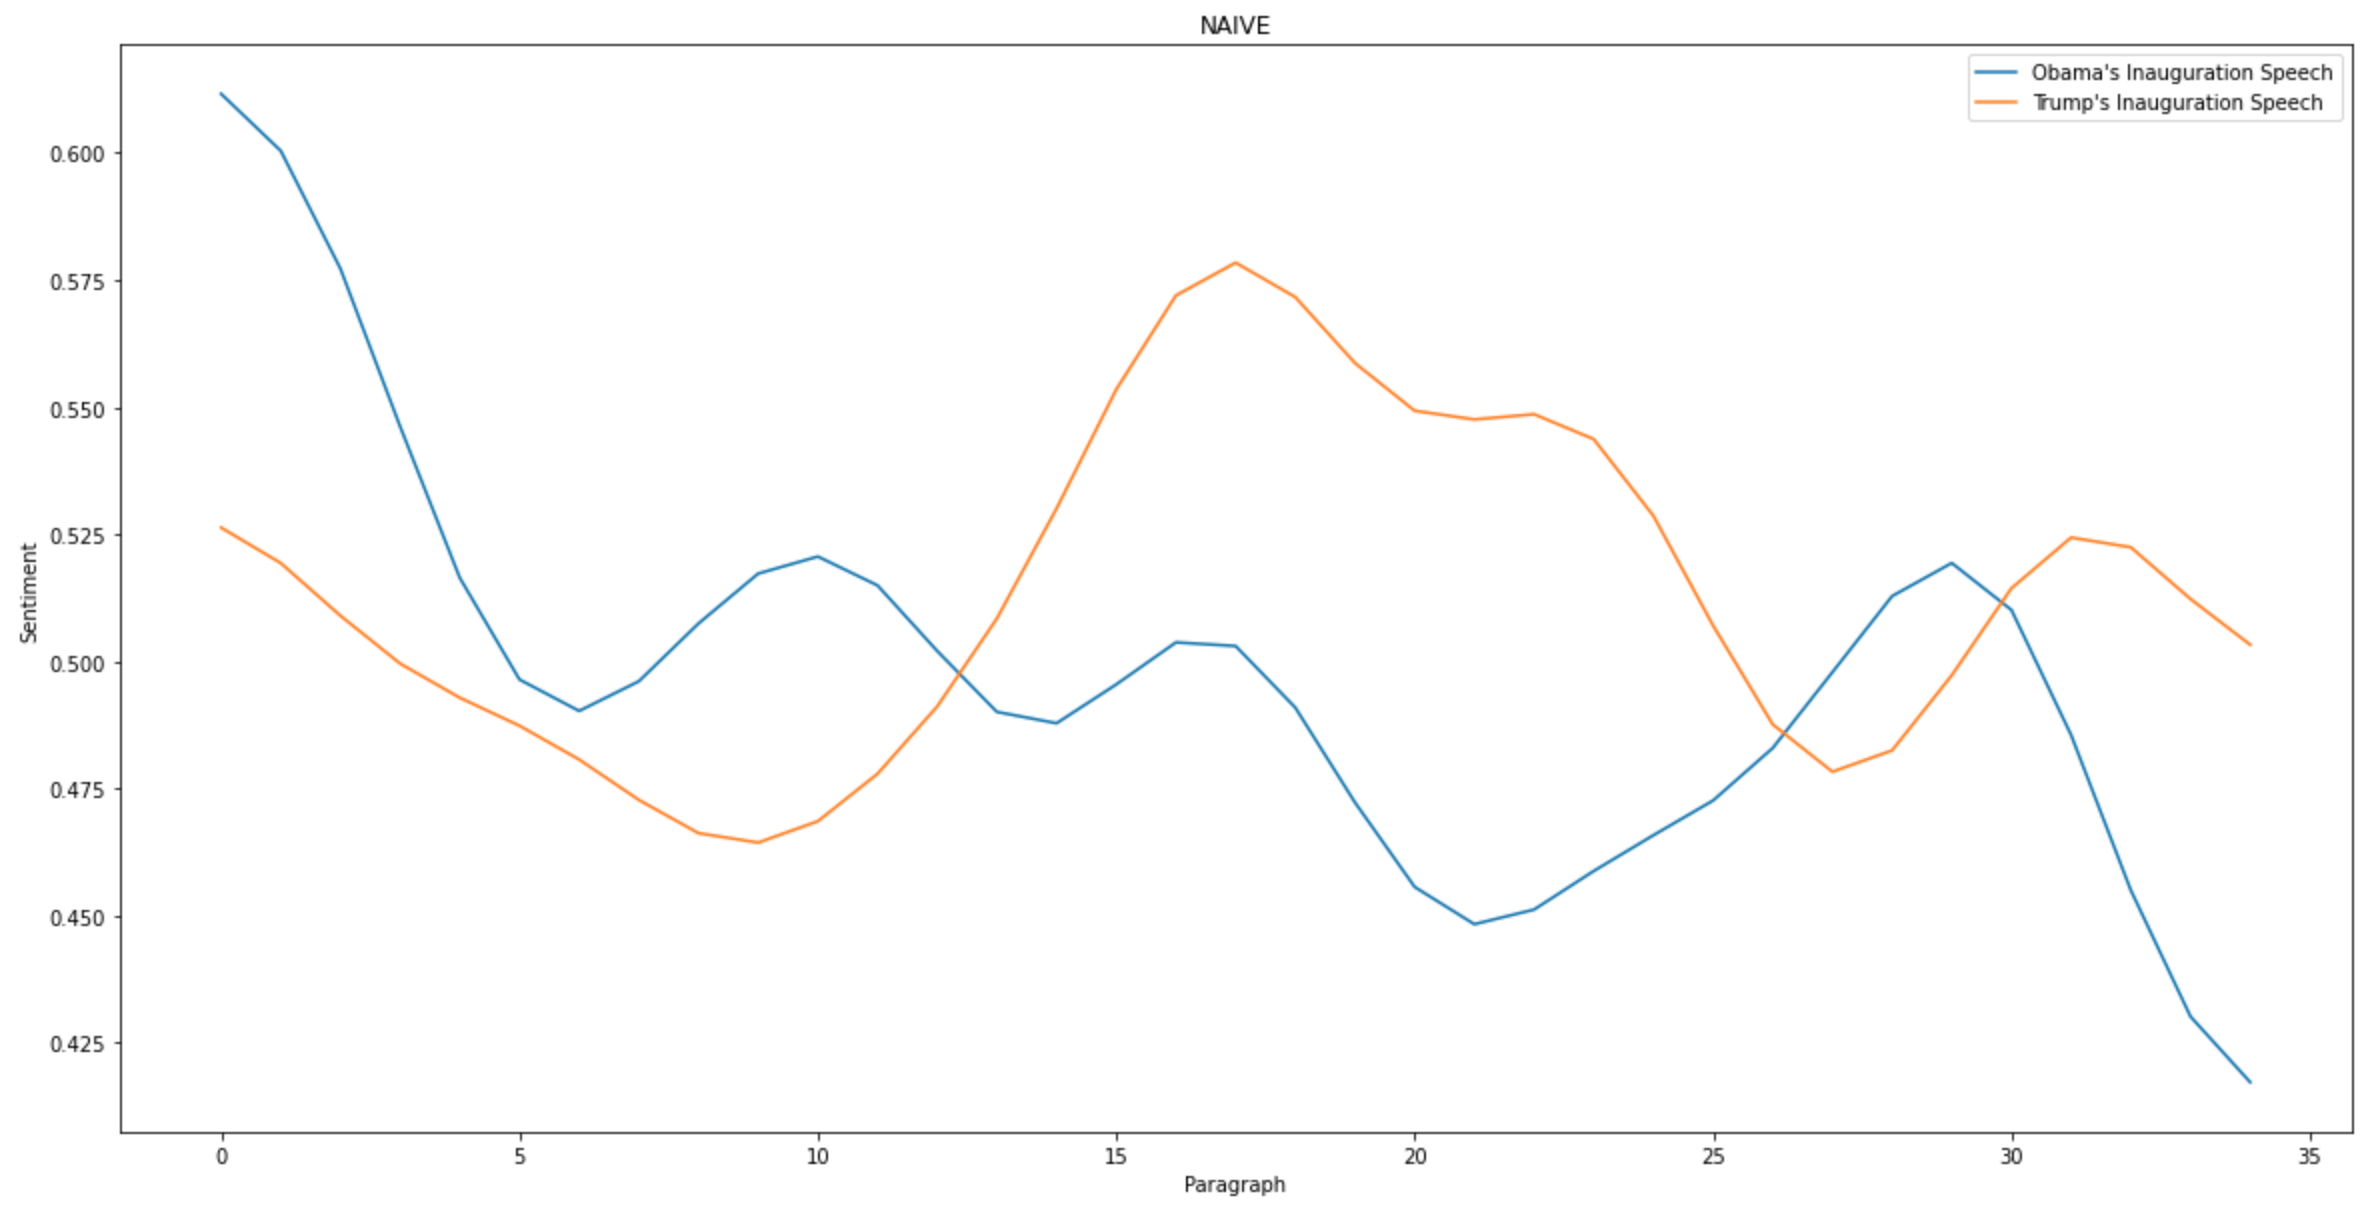 NAIVE
Obama's Inauguration Speech
Trump's Inauguration Speech
0.600
0.575
0.550
0.525
0.500
0.475
0.450
0.425
Sentiment
0 5 10 15 20 25 30 35
Paragraph